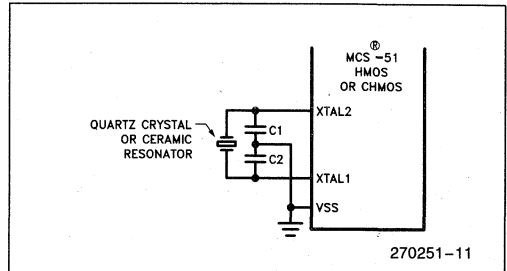 ®
MCS -51
HMOS
OR CHMOS
XTAL2
QUARTZ CRYSTAL
OR CERAMIC
RESONATOR
C1
C2
XTAL1
VSS
270251-11